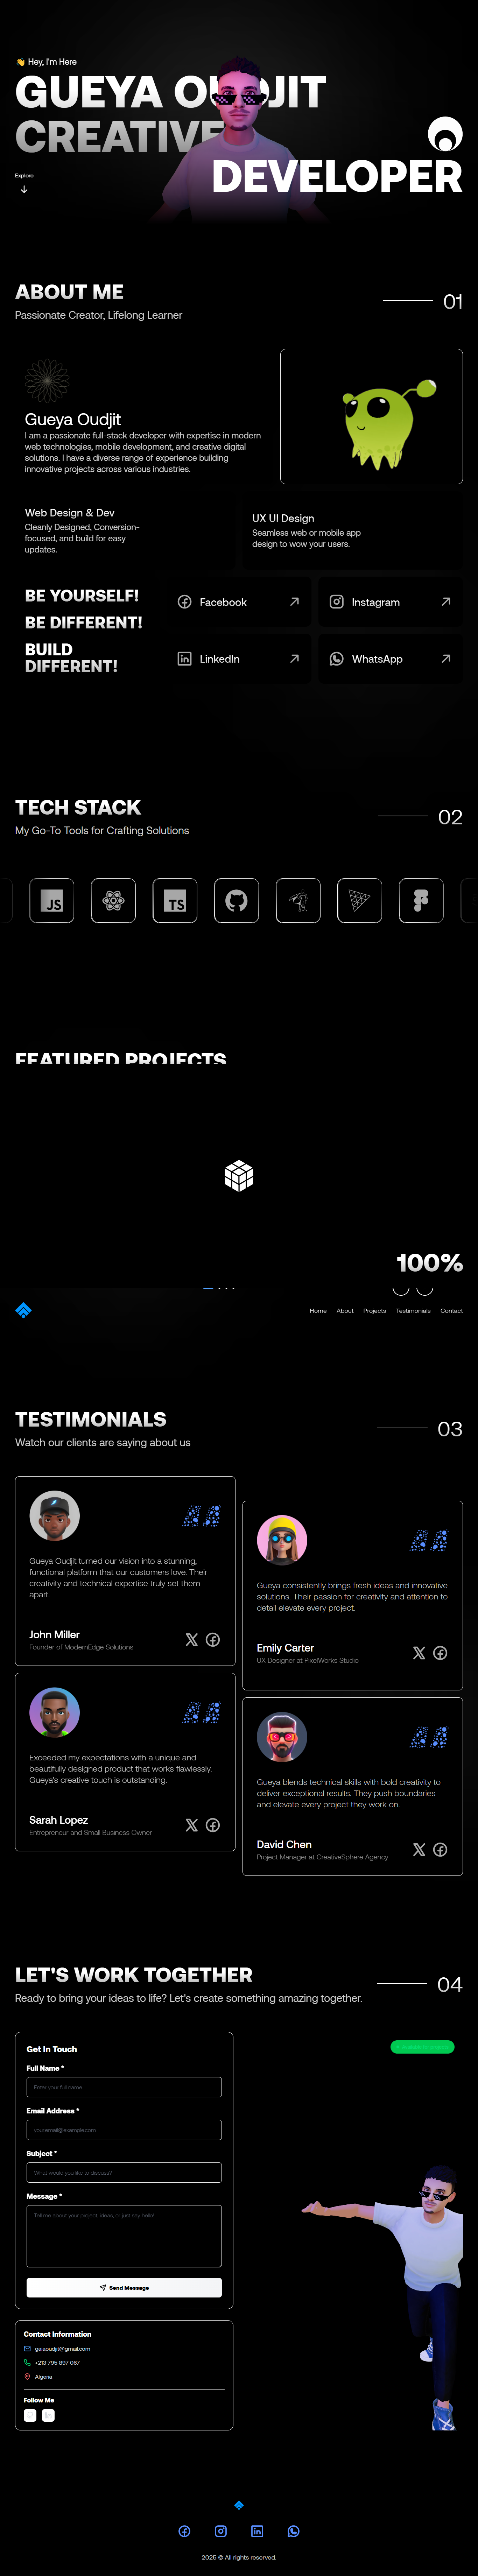 👋 Hey, I'm Here
GUEYA OUDJIT
CREATIVE
DEVELOPER
Explore
ABOUT ME
01
Passionate Creator, Lifelong Learner
Gueya Oudjit
I am a passionate full-stack developer with expertise in modern
web technologies, mobile development, and creative digital
solutions. I have a diverse range of experience building
innovative projects across various industries.
Web Design & Dev
Cleanly Designed, Conversion-
focused, and build for easy
updates.
UX UI Design
Seamless web or mobile app
design to wow your users.
BE YOURSELF!
BE DIFFERENT!
BUILD
DIFFERENT!
Facebook
Instagram
LinkedIn
WhatsApp
TECH STACK
02
My Go-To Tools for Crafting Solutions
JS
TS
FEATURED PROJECTS
100%
Home
About
Projects
Testimonials
Contact
TESTIMONIALS
03
Watch our clients are saying about us
Gueya Oudjit turned our vision into a stunning,
functional platform that our customers love. Their
creativity and technical expertise truly set them
apart.
John Miller
Founder of ModernEdge Solutions
Gueya consistently brings fresh ideas and innovative
solutions. Their passion for creativity and attention to
detail elevate every project.
Emily Carter
UX Designer at PixelWorks Studio
Exceeded my expectations with a unique and
beautifully designed product that works flawlessly.
Gueya's creative touch is outstanding.
Sarah Lopez
Entrepreneur and Small Business Owner
Gueya blends technical skills with bold creativity to
deliver exceptional results. They push boundaries
and elevate every project they work on.
David Chen
Project Manager at CreativeSphere Agency
LET'S WORK TOGETHER
04
Ready to bring your ideas to life? Let's create something amazing together.
Get In Touch
Full Name *
Enter your full name
Email Address *
your.email@example.com
Subject *
What would you like to discuss?
Message *
Tell me about your project, ideas, or just say hello!
Send Message
Contact Information
gaiaoudjit@gmail.com
+213 795 897 067
Algeria
Follow Me
2025 © All rights reserved.